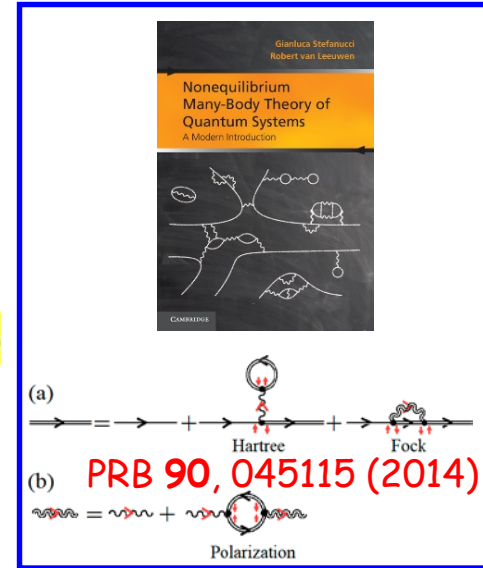 Gianluca Stefanucci
Robert van Leeuwen
Nonequilibrium
Many-Body Theory of
Quantum Systems
A Modern Introduction
CAMBRIDGE
(a)
= + +
Hartree Fock
(b) PRB 90, 045115 (2014)
= +
Polarization